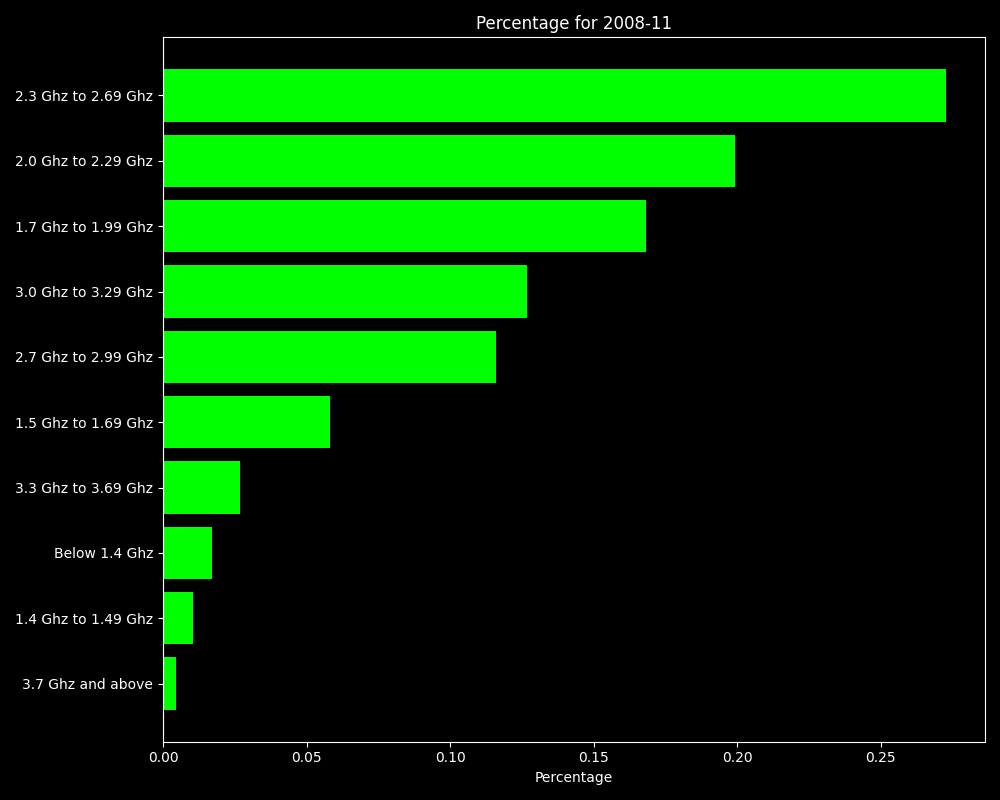 Percentage for 2008-11
2.3 Ghz to 2.69 Ghz
2.0 Ghz to 2.29 Ghz
1.7 Ghz to 1.99 Ghz
3.0 Ghz to 3.29 Ghz
2.7 Ghz to 2.99 Ghz
1.5 Ghz to 1.69 Ghz
3.3 Ghz to 3.69 Ghz
Below 1.4 Ghz
1.4 Ghz to 1.49 Ghz
3.7 Ghz and above
0.00 0.05 0.10 0.15 0.20 0.25
Percentage